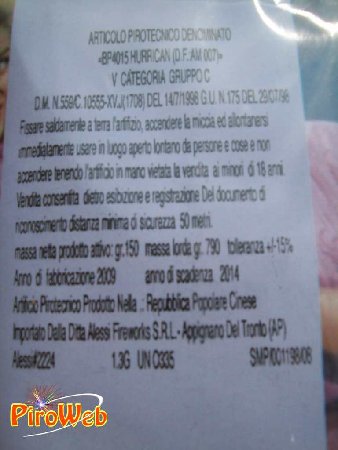 ARTICOLO PIROTECNICO DENOMINATO
«BP4015 HURRICAN (D.F.:AM 007)»
V CATEGORIA GRUPPO C
D.M. N.559/C.10555-XV.J(1708) DEL 14/7/1998 G.U. N.175 DEL 29/07/98
Fissare saldamente a terra l'artifizio, accendere la miccia ed allontanarsi
immediatamente usare in luogo aperto lontano da persone e cose e non
accendere tenendo l'artificio in mano vietata la vendita ai minori di 18 anni.
Vendita consentita dietro esibizione e registrazione Del documento di
riconoscimento distanza minima di sicurezza 50 metri.
massa netta prodotto attivo: gr.150 massa lorda gr. 790 tolleranza +/-15%
Anno di fabbricazione 2009 anno di scadenza 2014
Artificio Pirotecnico Prodotto Nella .: Repubblica Popolare Cinese
Importato Dalla Ditta Alessi Fireworks S.R.L - Appignano Del Tronto (AP)
Alessi#2224 1.3G UN O335 SMP/001198/08
PiroWeb